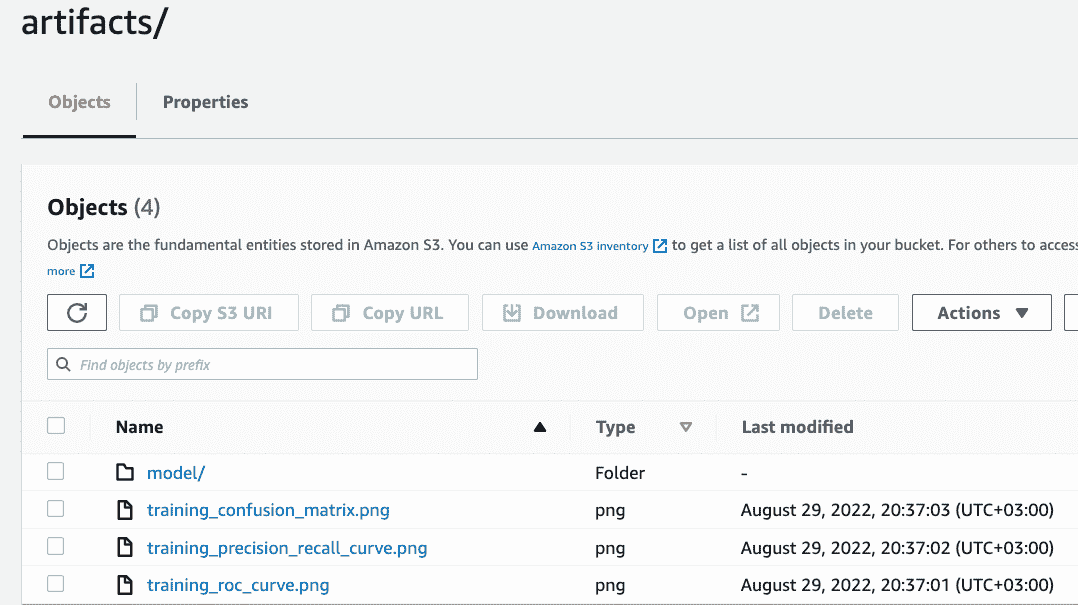 artifacts/
Objects Properties
Objects (4)
Objects are the fundamental entities stored in Amazon S3. You can use Amazon S3 inventory to get a list of all objects in your bucket. For others to access
more
Copy S3 URI Copy URL Download Open Delete Actions
Find objects by prefix
Name Type Last modified
model/ Folder -
training_confusion_matrix.png png August 29, 2022, 20:37:03 (UTC+03:00)
training_precision_recall_curve.png png August 29, 2022, 20:37:02 (UTC+03:00)
training_roc_curve.png png August 29, 2022, 20:37:01 (UTC+03:00)